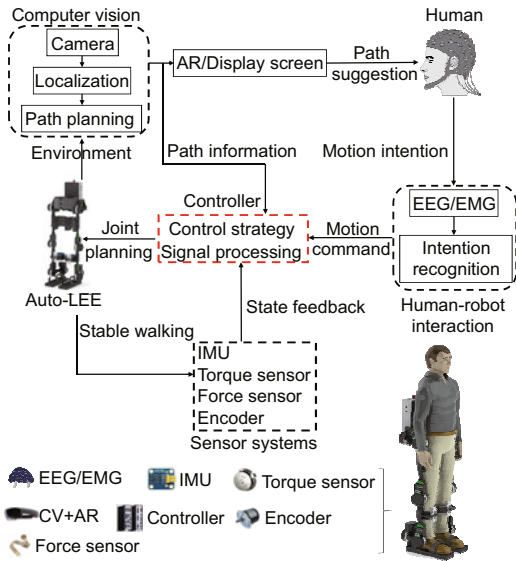 Computer vision
Camera
Localization
Path planning
Environment
AR/Display screen
Path
suggestion
Human
Path information
Motion intention
Controller
Control strategy
Signal processing
Joint
planning
Motion
command
EEG/EMG
Intention
recognition
Human-robot
interaction
Auto-LEE
Stable walking
State feedback
IMU
Torque sensor
Force sensor
Encoder
Sensor systems
EEG/EMG
IMU
Torque sensor
CV+AR
Controller
Encoder
Force sensor